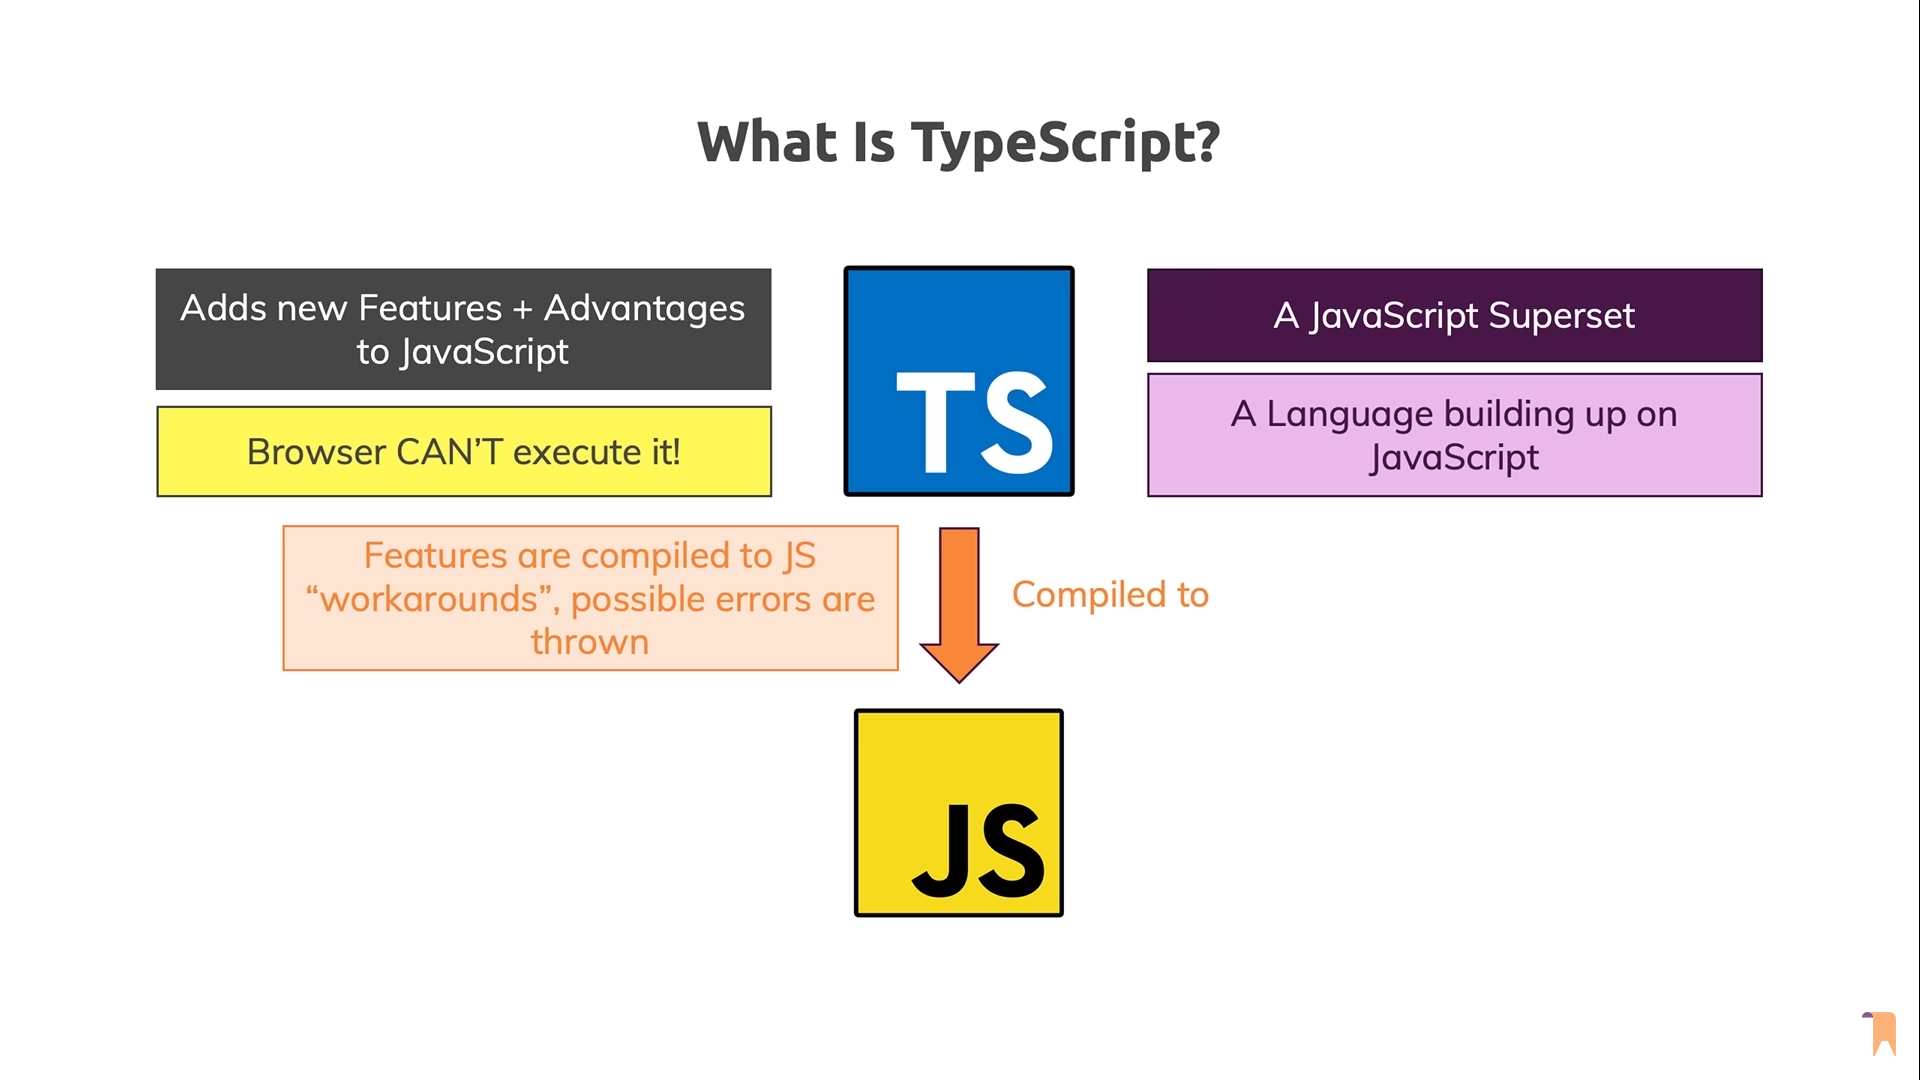 What Is TypeScript?
Adds new Features + Advantages
to JavaScript
Browser CAN’T execute it!
TS
A JavaScript Superset
A Language building up on
JavaScript
Features are compiled to JS
“workarounds”, possible errors are
thrown
Compiled to
JS